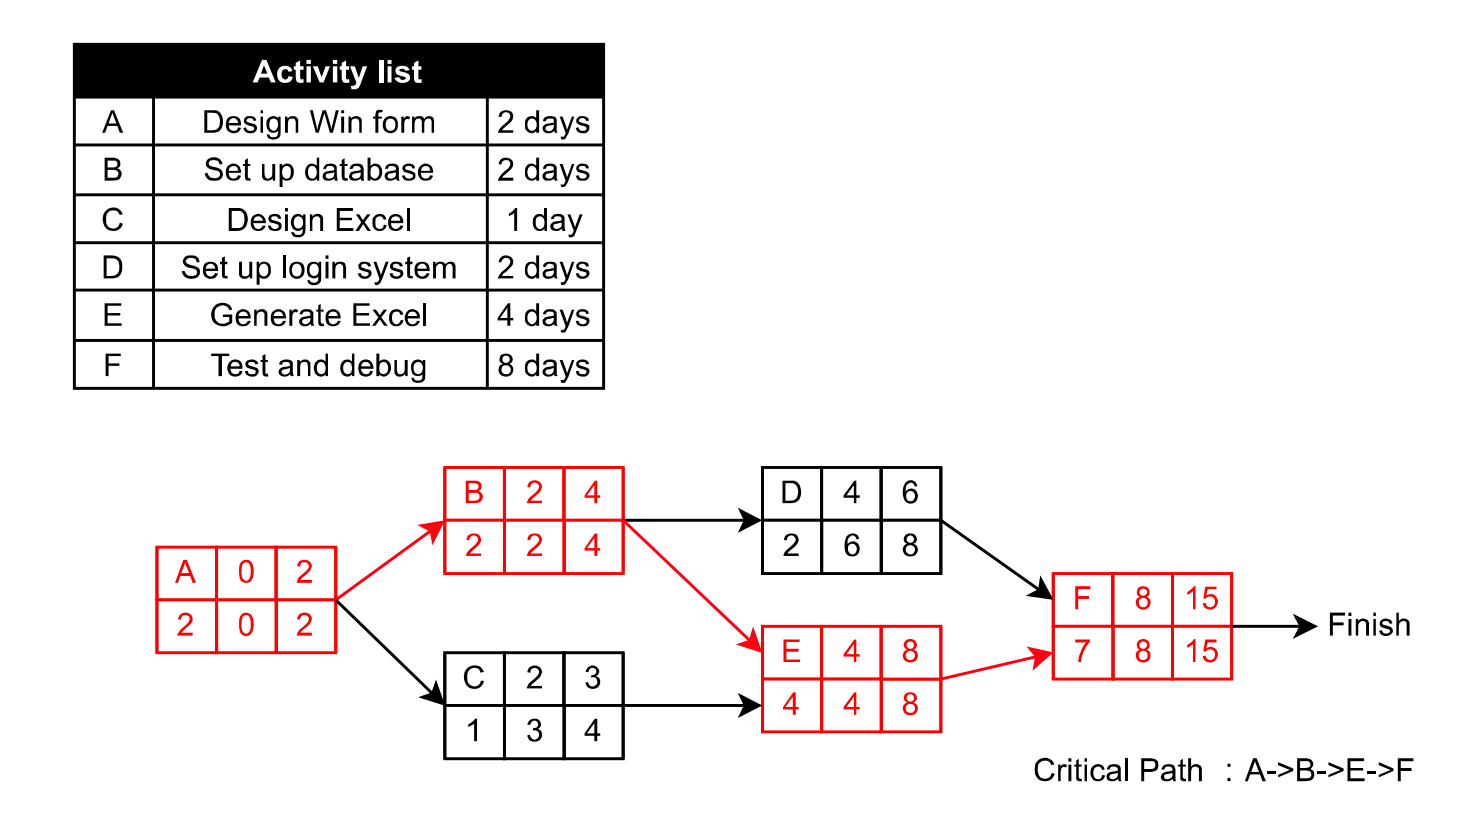 Activity list
A Design Win form 2 days
B Set up database 2 days
C Design Excel 1 day
D Set up login system 2 days
E Generate Excel 4 days
F Test and debug 8 days
A 0 2
2 0 2
B 2 4
2 2 4
C 2 3
1 3 4
D 4 6
2 6 8
E 4 8
4 4 8
F 8 15
7 8 15
Finish
Critical Path : A->B->E->F